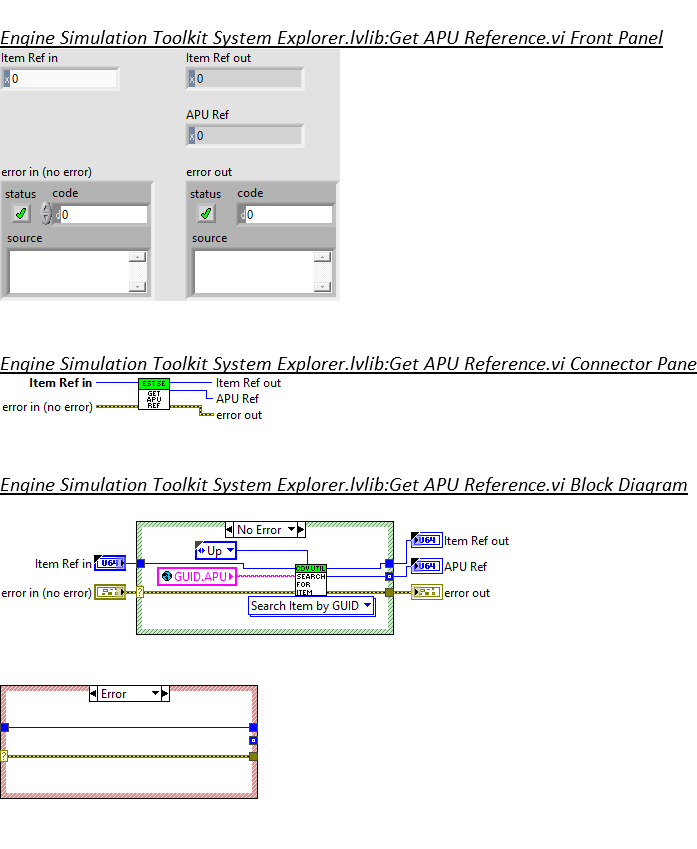 Engine Simulation Toolkit System Explorer.lvlib:Get APU Reference.vi Front Panel
Item Ref in
Item Ref out
x 0
x 0
APU Ref
x 0
error in (no error)
error out
status code
status code
d 0
d 0
source
source
Engine Simulation Toolkit System Explorer.lvlib:Get APU Reference.vi Connector Pane
Item Ref in
EST SE
Item Ref out
GET
APU
REF
APU Ref
error in (no error)
error out
Engine Simulation Toolkit System Explorer.lvlib:Get APU Reference.vi Block Diagram
No Error
Up
U64
Item Ref out
Item Ref in
U64
U64
APU Ref
GUID.APU
SEARCH
FOR
ITEM
error in (no error)
?
error out
Search Item by GUID
Error
?